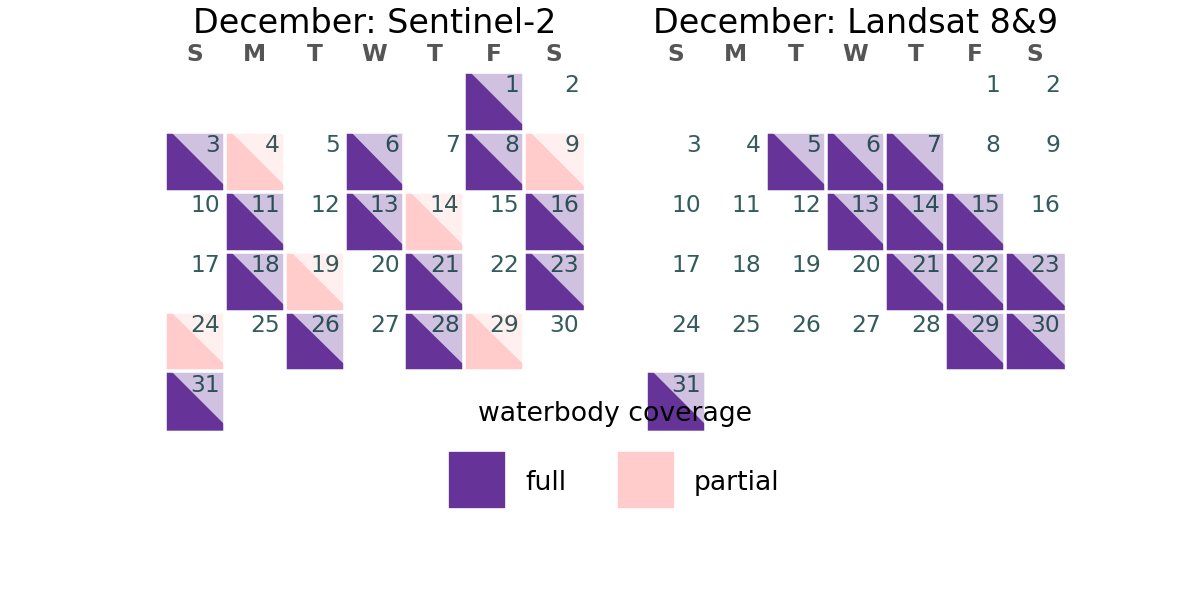 December: Sentinel-2
S M T W T F S
1 2
3 4 5 6 7 8 9
10 11 12 13 14 15 16
17 18 19 20 21 22 23
24 25 26 27 28 29 30
31
December: Landsat 8&9
S M T W T F S
1 2
3 4 5 6 7 8 9
10 11 12 13 14 15 16
17 18 19 20 21 22 23
24 25 26 27 28 29 30
31
waterbody coverage
full partial